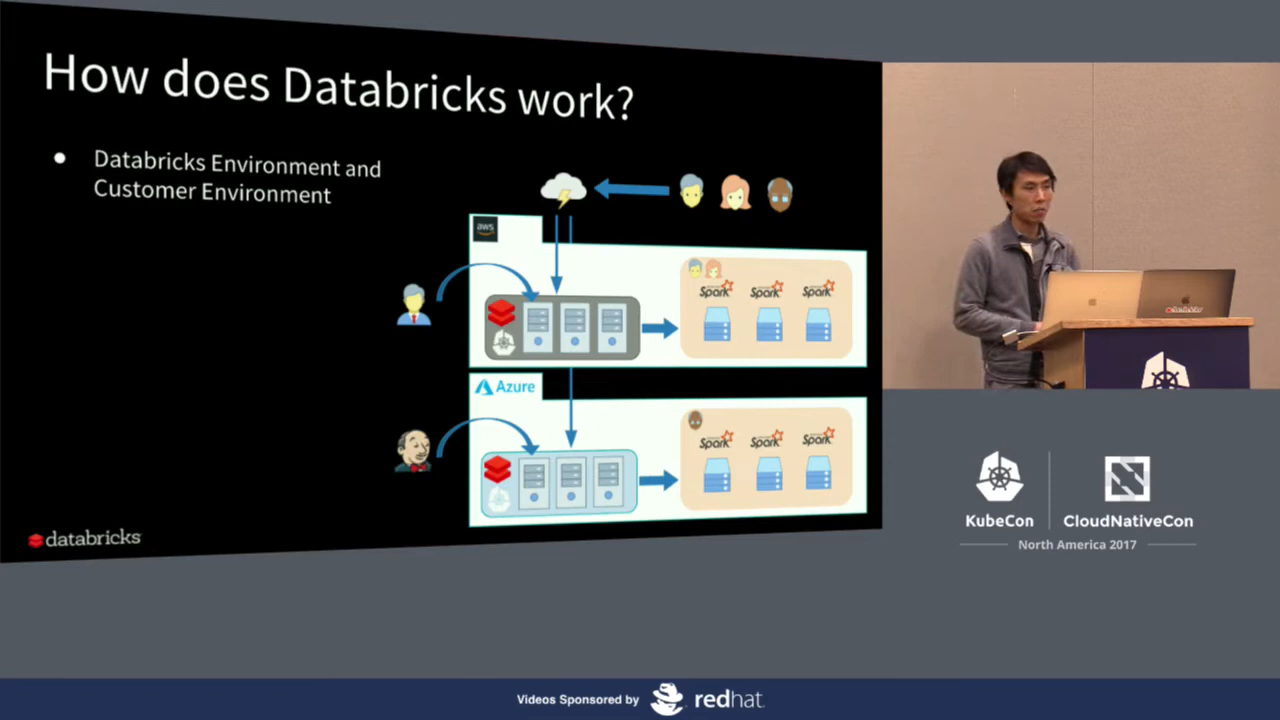 How does Databricks work?
Databricks Environment and
Customer Environment
aws
Spark Spark Spark
Azure
Spark Spark Spark
databricks
databricks
KubeCon
CloudNativeCon
North America 2017
Videos Sponsored by
redhat